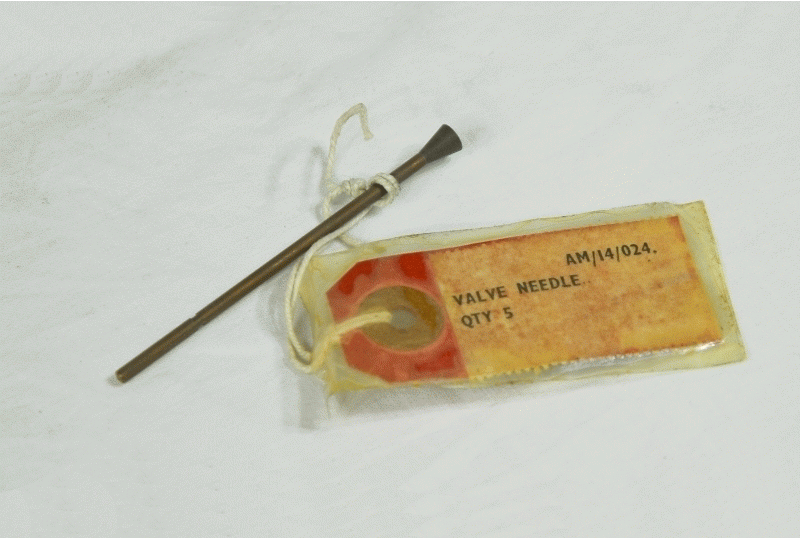 AM/14/024.
VALVE NEEDLE.
QTY 5